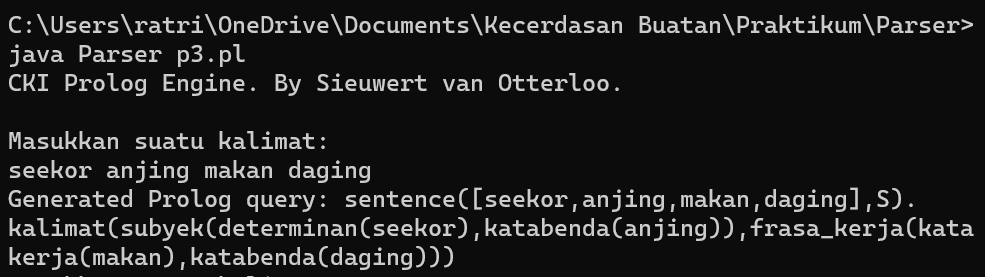 C:\Users\ratri\OneDrive\Documents\Kecerdasan Buatan\Praktikum\Parser>
java Parser p3.pl
CKI Prolog Engine. By Sieuwert van Otterloo.
Masukkan suatu kalimat:
seekor anjing makan daging
Generated Prolog query: sentence([seekor,anjing,makan,daging],S).
kalimat(subyek(determinan(seekor),katabenda(anjing)),frasa_kerja(kata
kerja(makan),katabenda(daging)))